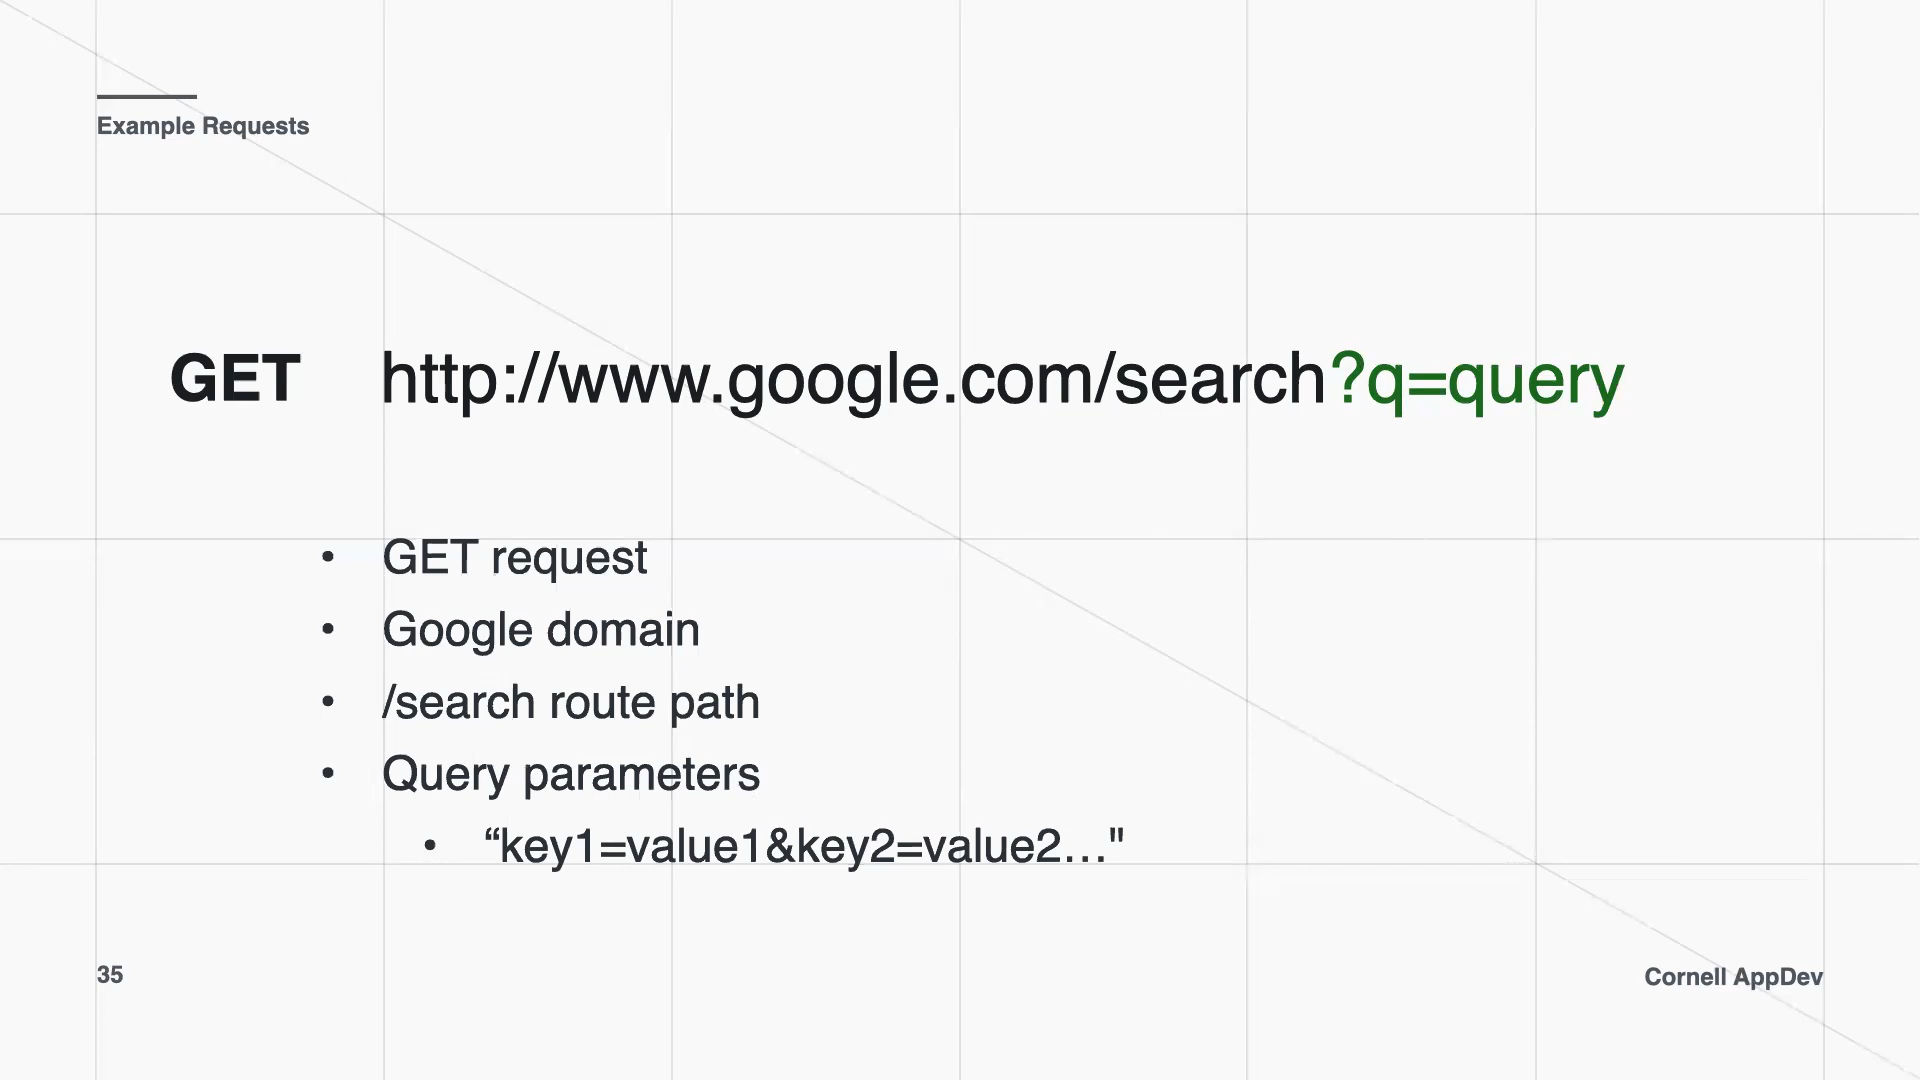 Example Requests
GET http://www.google.com/search?q=query
• GET request
• Google domain
• /search route path
• Query parameters
• “key1=value1&key2=value2…"
35
Cornell AppDev